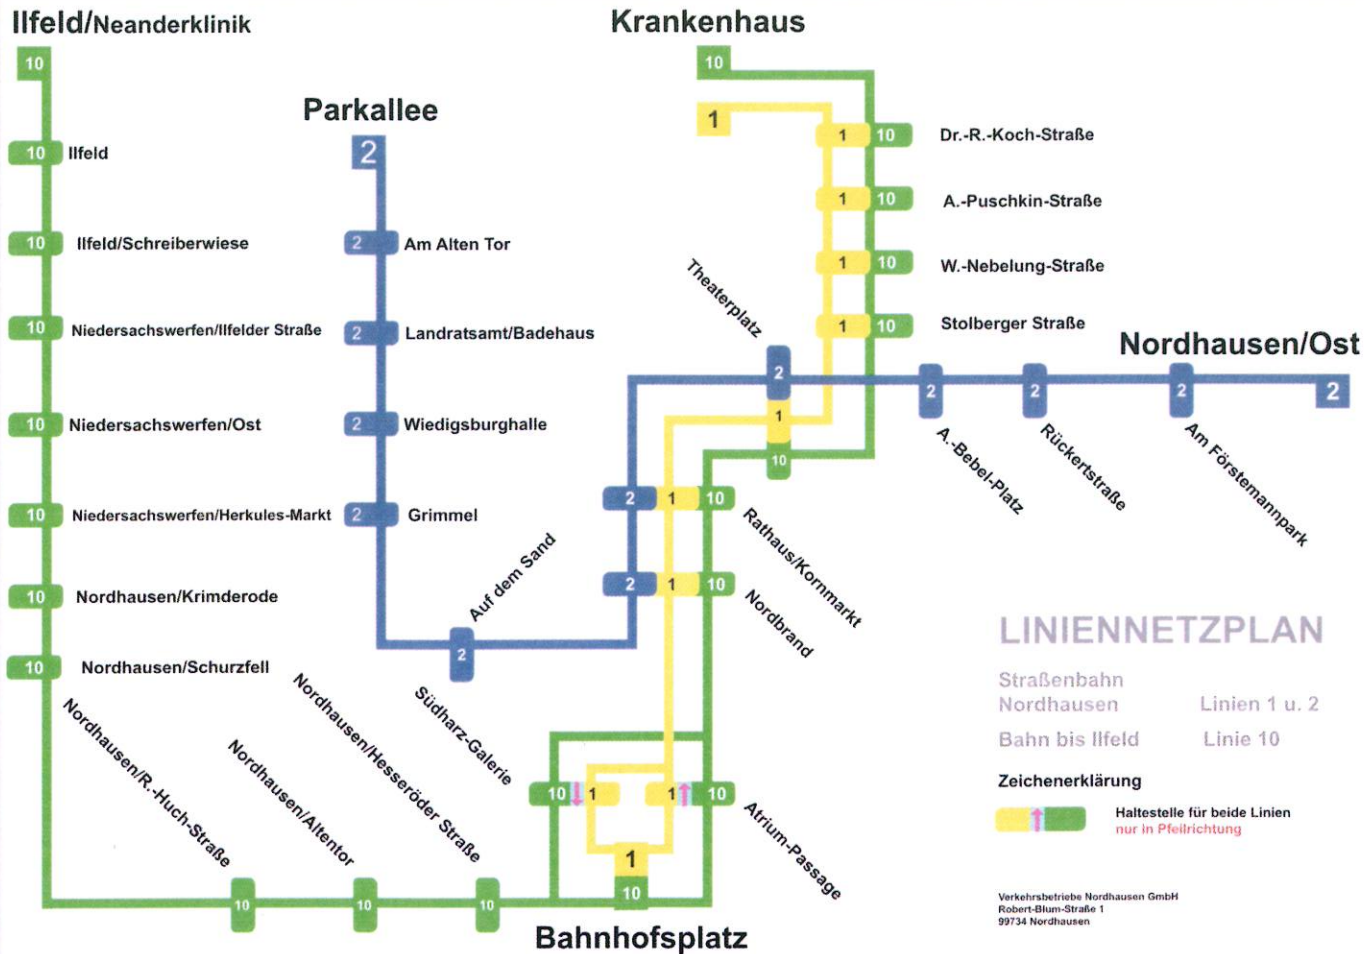 Ilfeld/Neanderklinik
10
10 Ilfeld
10 Ilfeld/Schreiberwiese
10 Niedersachswerfen/Ilfelder Straße
10 Niedersachswerfen/Ost
10 Niedersachswerfen/Herkules-Markt
10 Nordhausen/Krimderode
10 Nordhausen/Schurzfell
Nordhausen/R.-Huch-Straße
10
Nordhausen/Altentor
10
Nordhausen/Hesseröder Straße
10
Parkallee
2
2 Am Alten Tor
2 Landratsamt/Badehaus
2 Wiedigsburghalle
2 Grimmel
Auf dem Sand
2
Südharz-Galerie
10 1
1 10
Atrium-Passage
1
10
Bahnhofsplatz
Krankenhaus
10
1
1 10 Dr.-R.-Koch-Straße
1 10 A.-Puschkin-Straße
1 10 W.-Nebelung-Straße
1 10 Stolberger Straße
Theaterplatz
2
1
10
2 1 10
Rathaus/Kornmarkt
2 1 10
Nordbrand
Nordhausen/Ost
2
2
A.-Bebel-Platz
2
Rückertstraße
2
Am Förstemannpark
LINIENNETZPLAN
Straßenbahn
Nordhausen Linien 1 u. 2
Bahn bis Ilfeld Linie 10
Zeichenerklärung
Haltestelle für beide Linien
nur in Pfeilrichtung
Verkehrsbetriebe Nordhausen GmbH
Robert-Blum-Straße 1
99734 Nordhausen